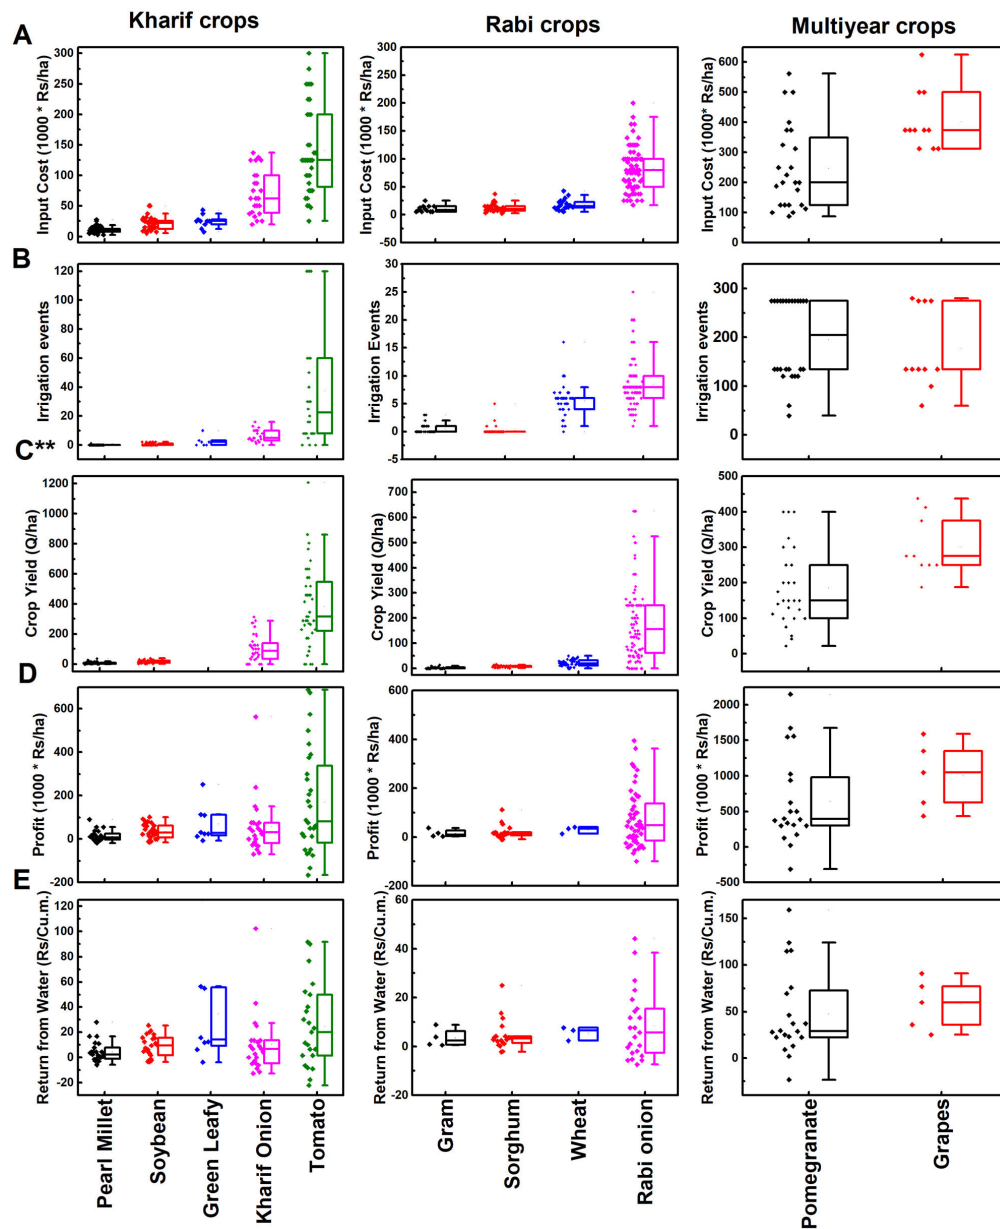 Kharif crops
Rabi crops
Multiyear crops
A
Input Cost (1000 * Rs/ha)
300
250
200
150
100
50
0
Input Cost (1000 * Rs/ha)
300
250
200
150
100
50
0
-50
Input Cost (1000* Rs/ha)
600
500
400
300
200
100
0
B
Irrigation events
120
100
80
60
40
20
0
Irrigation Events
30
25
20
15
10
5
0
-5
Irrigation events
300
200
100
0
C**
Crop Yield (Q/ha)
1200
1000
800
600
400
200
0
Crop Yield (Q/ha)
700
600
500
400
300
200
100
0
Crop Yield (Q/ha)
500
400
300
200
100
0
D
Profit (1000 * Rs/ha)
600
400
200
0
-200
Profit (1000 * Rs/ha)
600
400
200
0
-200
Profit (1000 * Rs/ha)
2000
1500
1000
500
0
-500
E
Return from Water (Rs/Cu.m.)
120
100
80
60
40
20
0
-20
Return from Water (Rs/Cu.m.)
60
40
20
0
-20
Return from Water (Rs/Cu.m.)
150
100
50
0
Pearl Millet
Soybean
Green Leafy
Kharif Onion
Tomato
Gram
Sorghum
Wheat
Rabi onion
Pomegranate
Grapes